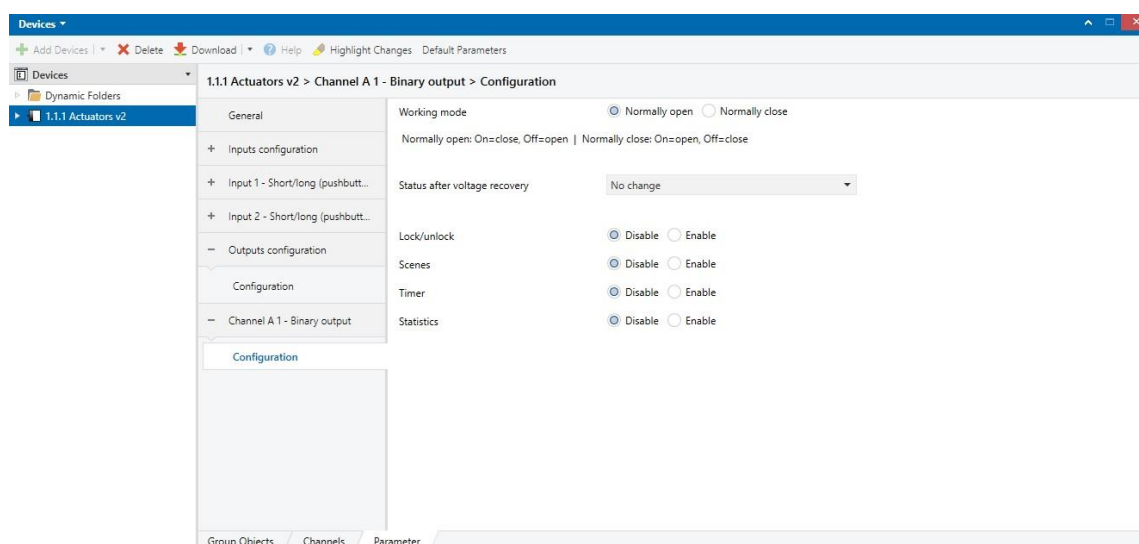 Devices
Add Devices Delete Download Help Highlight Changes Default Parameters
Devices
Dynamic Folders
1.1.1 Actuators v2
1.1.1 Actuators v2 > Channel A 1 - Binary output > Configuration
General
+ Inputs configuration
+ Input 1 - Short/long (pushbutt...
+ Input 2 - Short/long (pushbutt...
− Outputs configuration
Configuration
− Channel A 1 - Binary output
Configuration
Working mode Normally open Normally close
Normally open: On=close, Off=open | Normally close: On=open, Off=close
Status after voltage recovery No change
Lock/unlock Disable Enable
Scenes Disable Enable
Timer Disable Enable
Statistics Disable Enable
Group Objects Channels Parameter